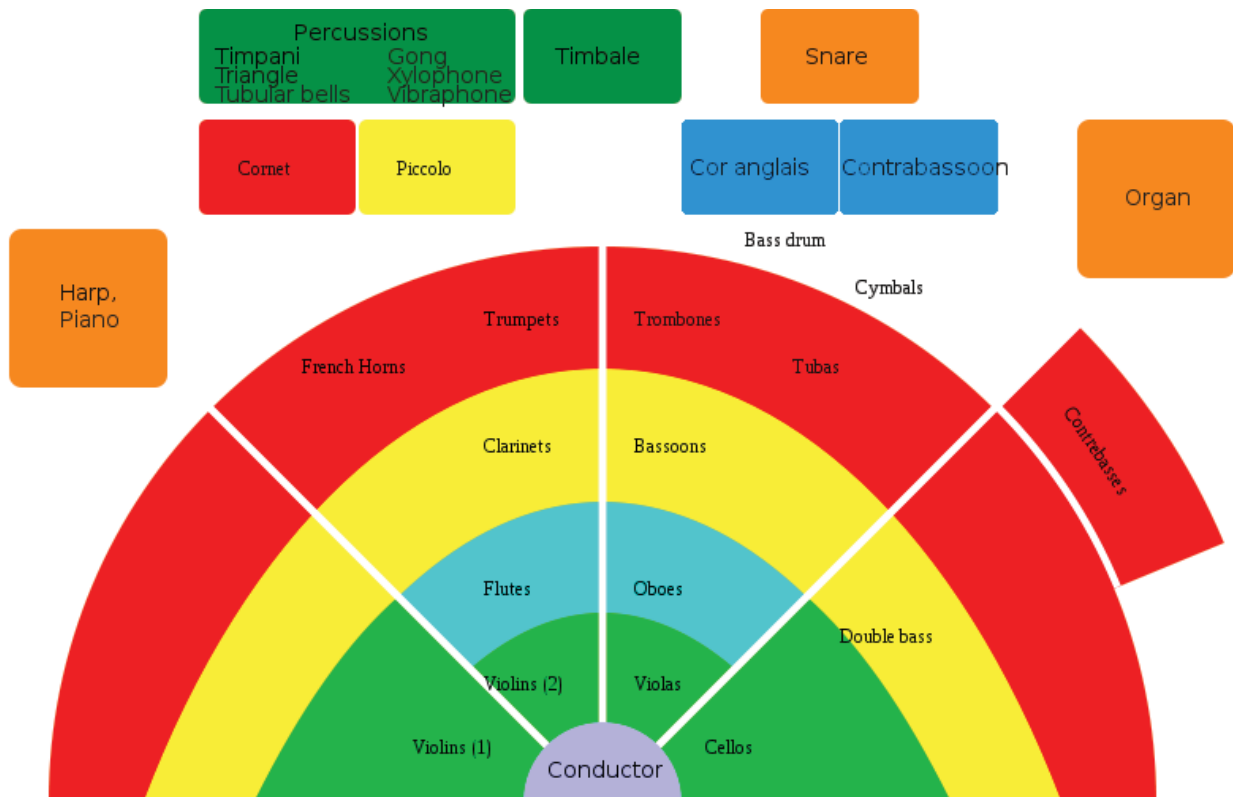 Percussions
Timpani Gong
Triangle Xylophone
Tubular bells Vibraphone
Timbale
Snare
Cornet
Piccolo
Cor anglais
Contrabassoon
Organ
Bass drum
Cymbals
Harp,
Piano
Trumpets
Trombones
French Horns
Tubas
Contrebasses
Clarinets
Bassoons
Flutes
Oboes
Double bass
Violins (2)
Violas
Violins (1)
Cellos
Conductor